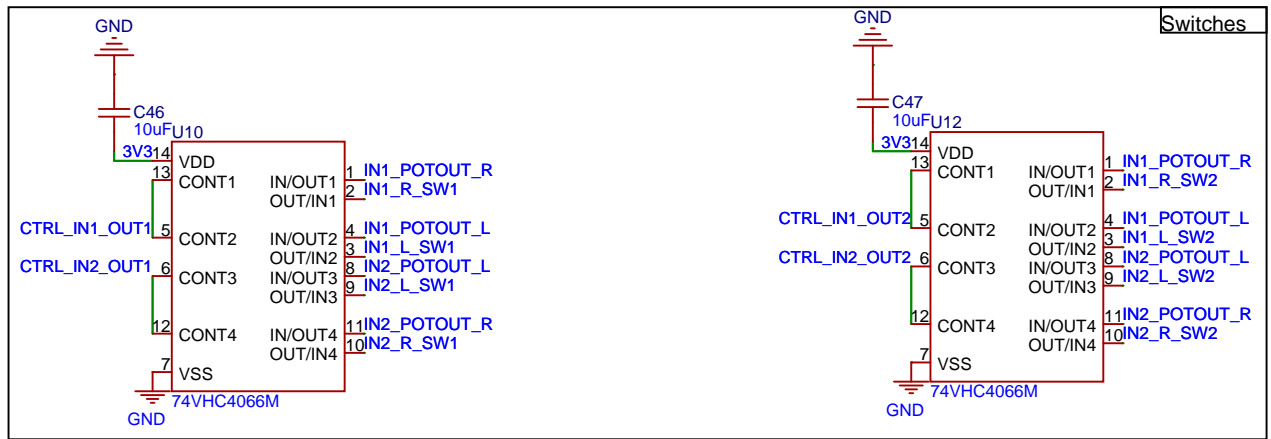 Switches
GND
C46
10uF
U10
3V3
14
VDD
13
CONT1
IN/OUT1
1
IN1_POTOUT_R
OUT/IN1
2
IN1_R_SW1
CTRL_IN1_OUT1
5
CONT2
IN/OUT2
4
IN1_POTOUT_L
OUT/IN2
3
IN1_L_SW1
CTRL_IN2_OUT1
6
CONT3
IN/OUT3
8
IN2_POTOUT_L
OUT/IN3
9
IN2_L_SW1
12
CONT4
IN/OUT4
11
IN2_POTOUT_R
OUT/IN4
10
IN2_R_SW1
7
VSS
GND
74VHC4066M
GND
C47
10uF
U12
3V3
14
VDD
13
CONT1
IN/OUT1
1
IN1_POTOUT_R
OUT/IN1
2
IN1_R_SW2
CTRL_IN1_OUT2
5
CONT2
IN/OUT2
4
IN1_POTOUT_L
OUT/IN2
3
IN1_L_SW2
CTRL_IN2_OUT2
6
CONT3
IN/OUT3
8
IN2_POTOUT_L
OUT/IN3
9
IN2_L_SW2
12
CONT4
IN/OUT4
11
IN2_POTOUT_R
OUT/IN4
10
IN2_R_SW2
7
VSS
GND
74VHC4066M